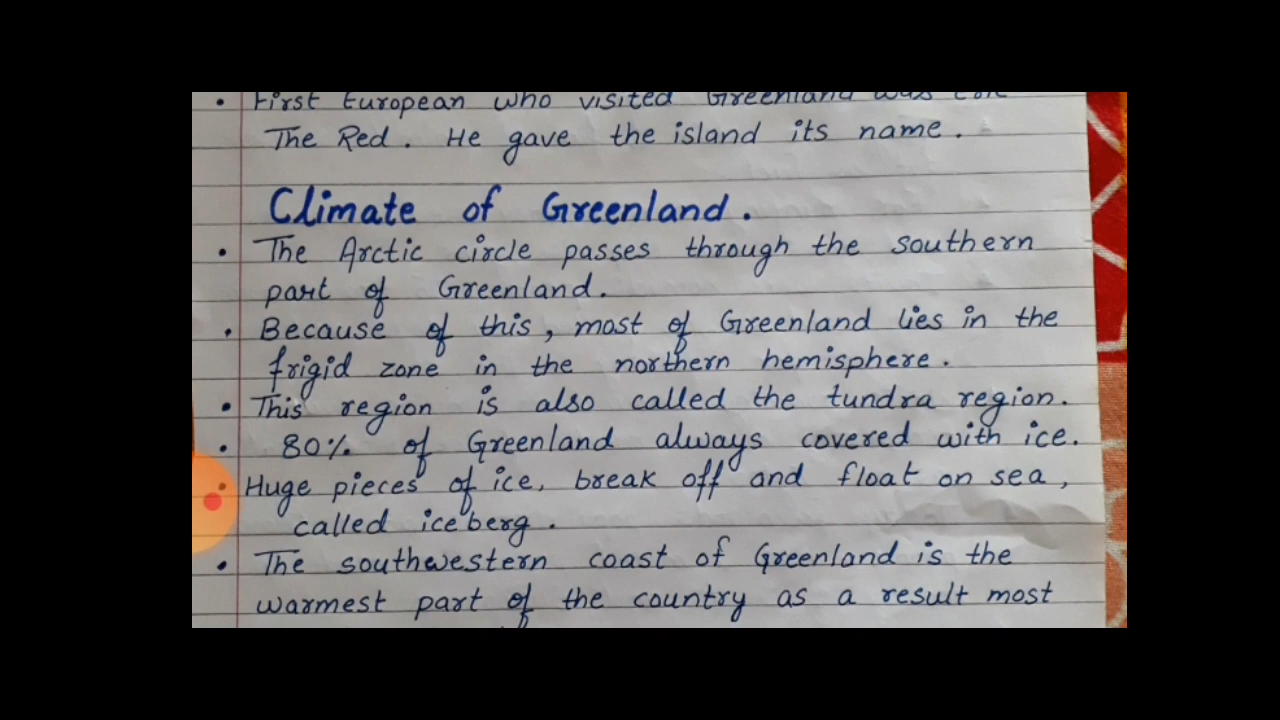 • First European who visited Greenland was
The Red. He gave the island its name.
Climate of Greenland.
• The Arctic circle passes through the southern
part of Greenland.
• Because of this, most of Greenland lies in the
frigid zone in the northern hemisphere.
• This region is also called the tundra region.
• 80% of Greenland always covered with ice.
• Huge pieces of ice, break off and float on sea,
called iceberg.
• The southwestern coast of Greenland is the
warmest part of the country as a result most